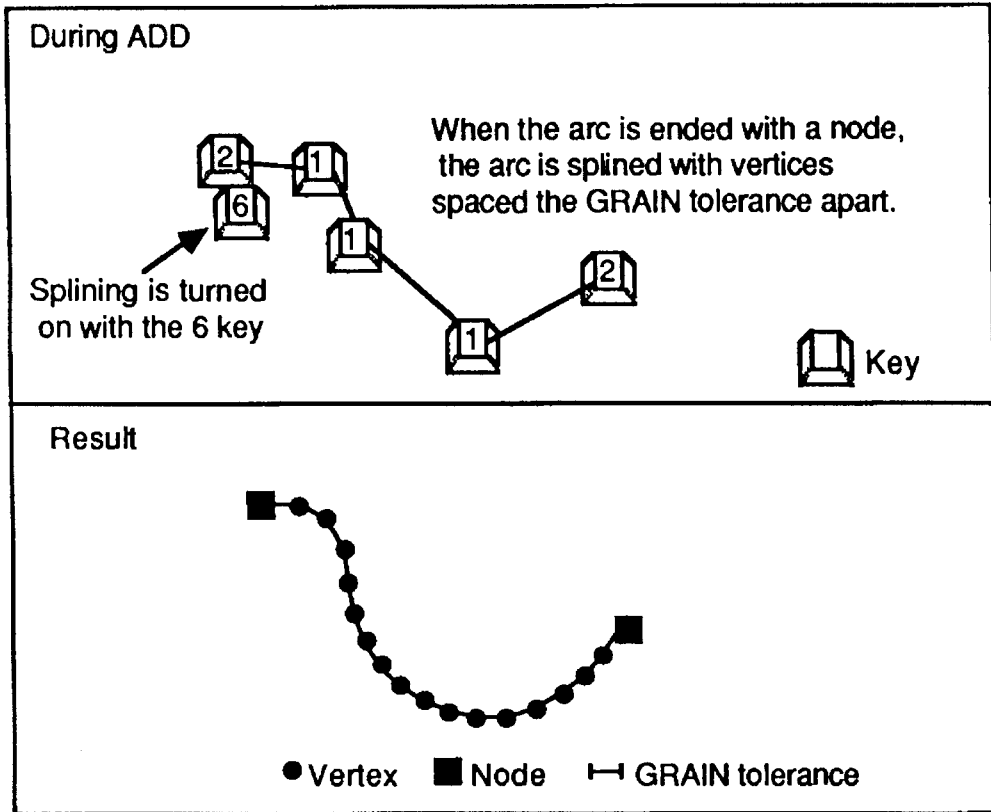 During ADD
When the arc is ended with a node,
the arc is splined with vertices
spaced the GRAIN tolerance apart.
2
1
6
1
2
1
Splining is turned
on with the 6 key
Key
Result
Vertex
Node
GRAIN tolerance